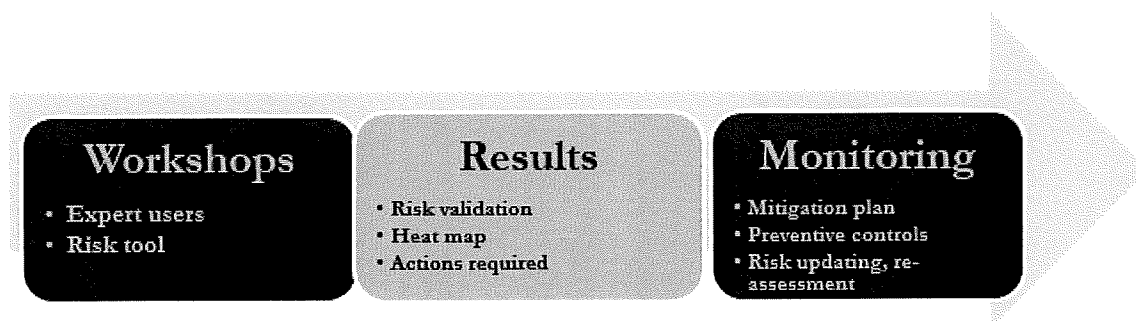 Workshops
• Expert users
• Risk tool
Results
• Risk validation
• Heat map
• Actions required
Monitoring
• Mitigation plan
• Preventive controls
• Risk updating, re-
assessment